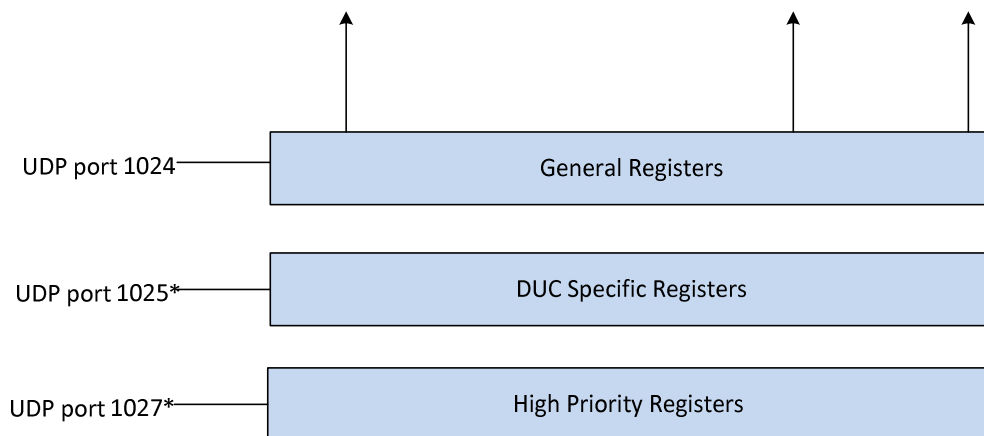 UDP port 1024
General Registers
UDP port 1025*
DUC Specific Registers
UDP port 1027*
High Priority Registers